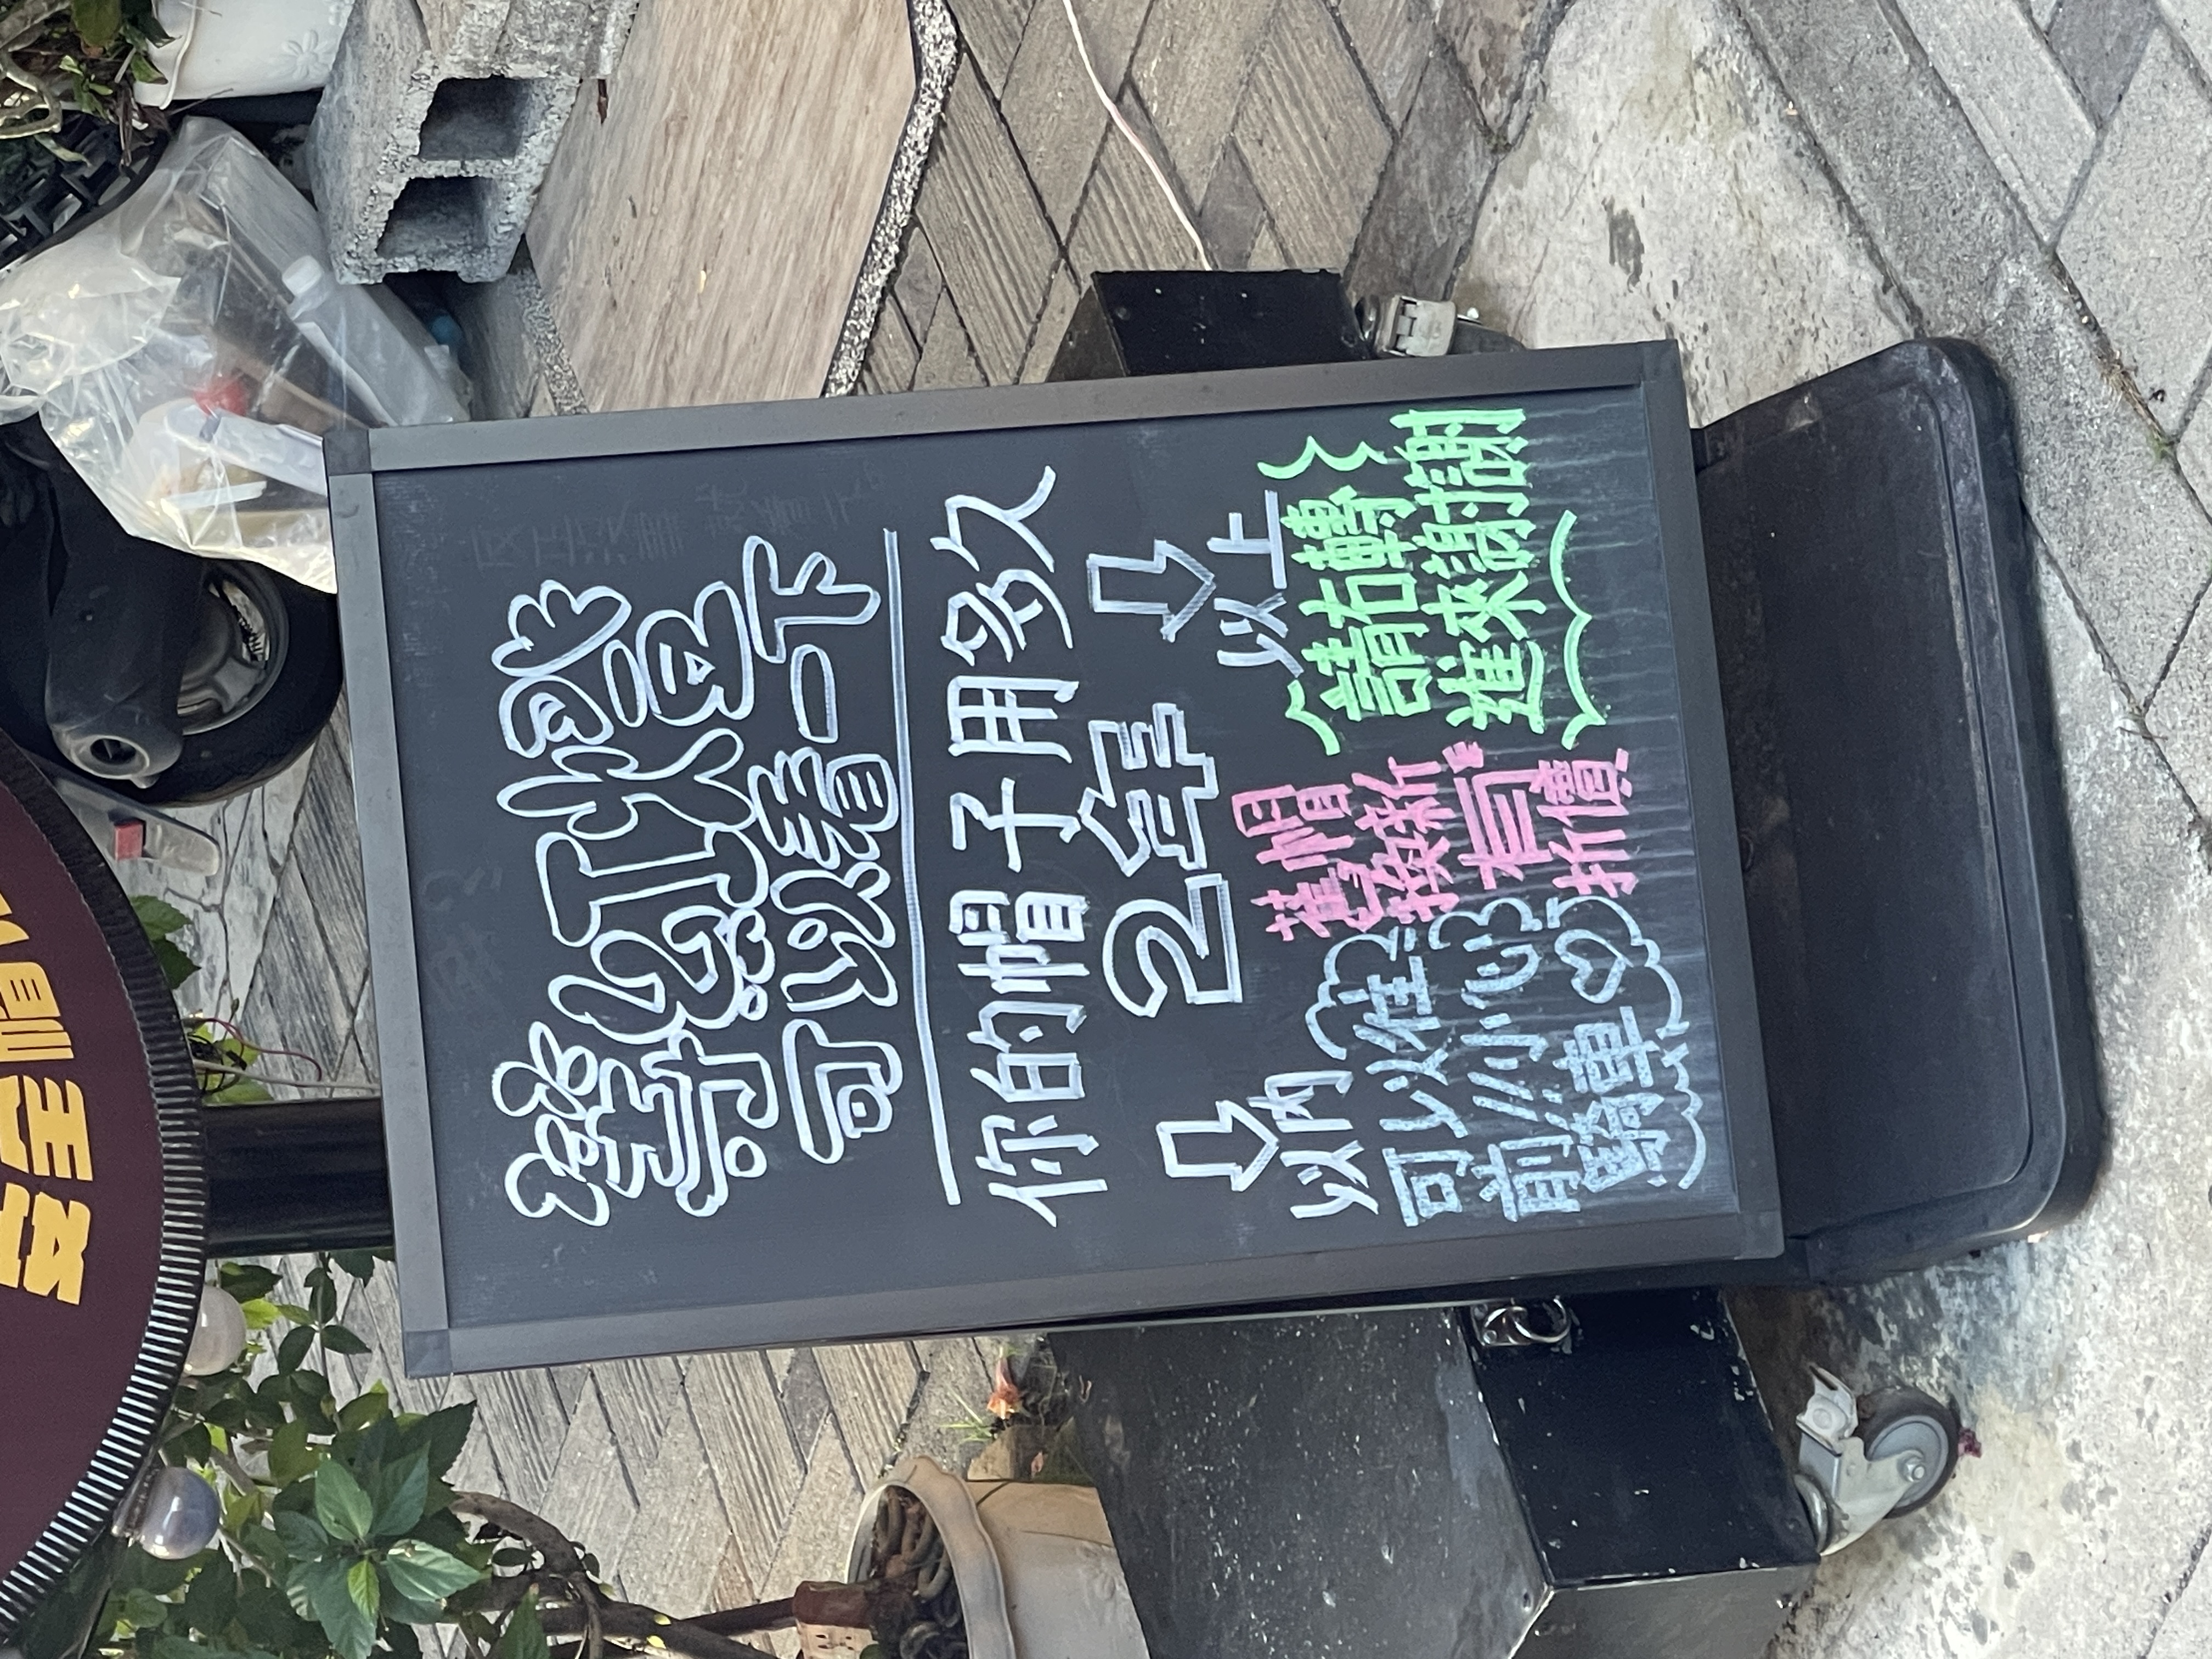 安全帽
等紅燈
可以看一下
你的帽子用多久
2年
以內
可以往
前//小心
騎車
舊帽
換新
有
折價
以上
請右轉
進來謝謝